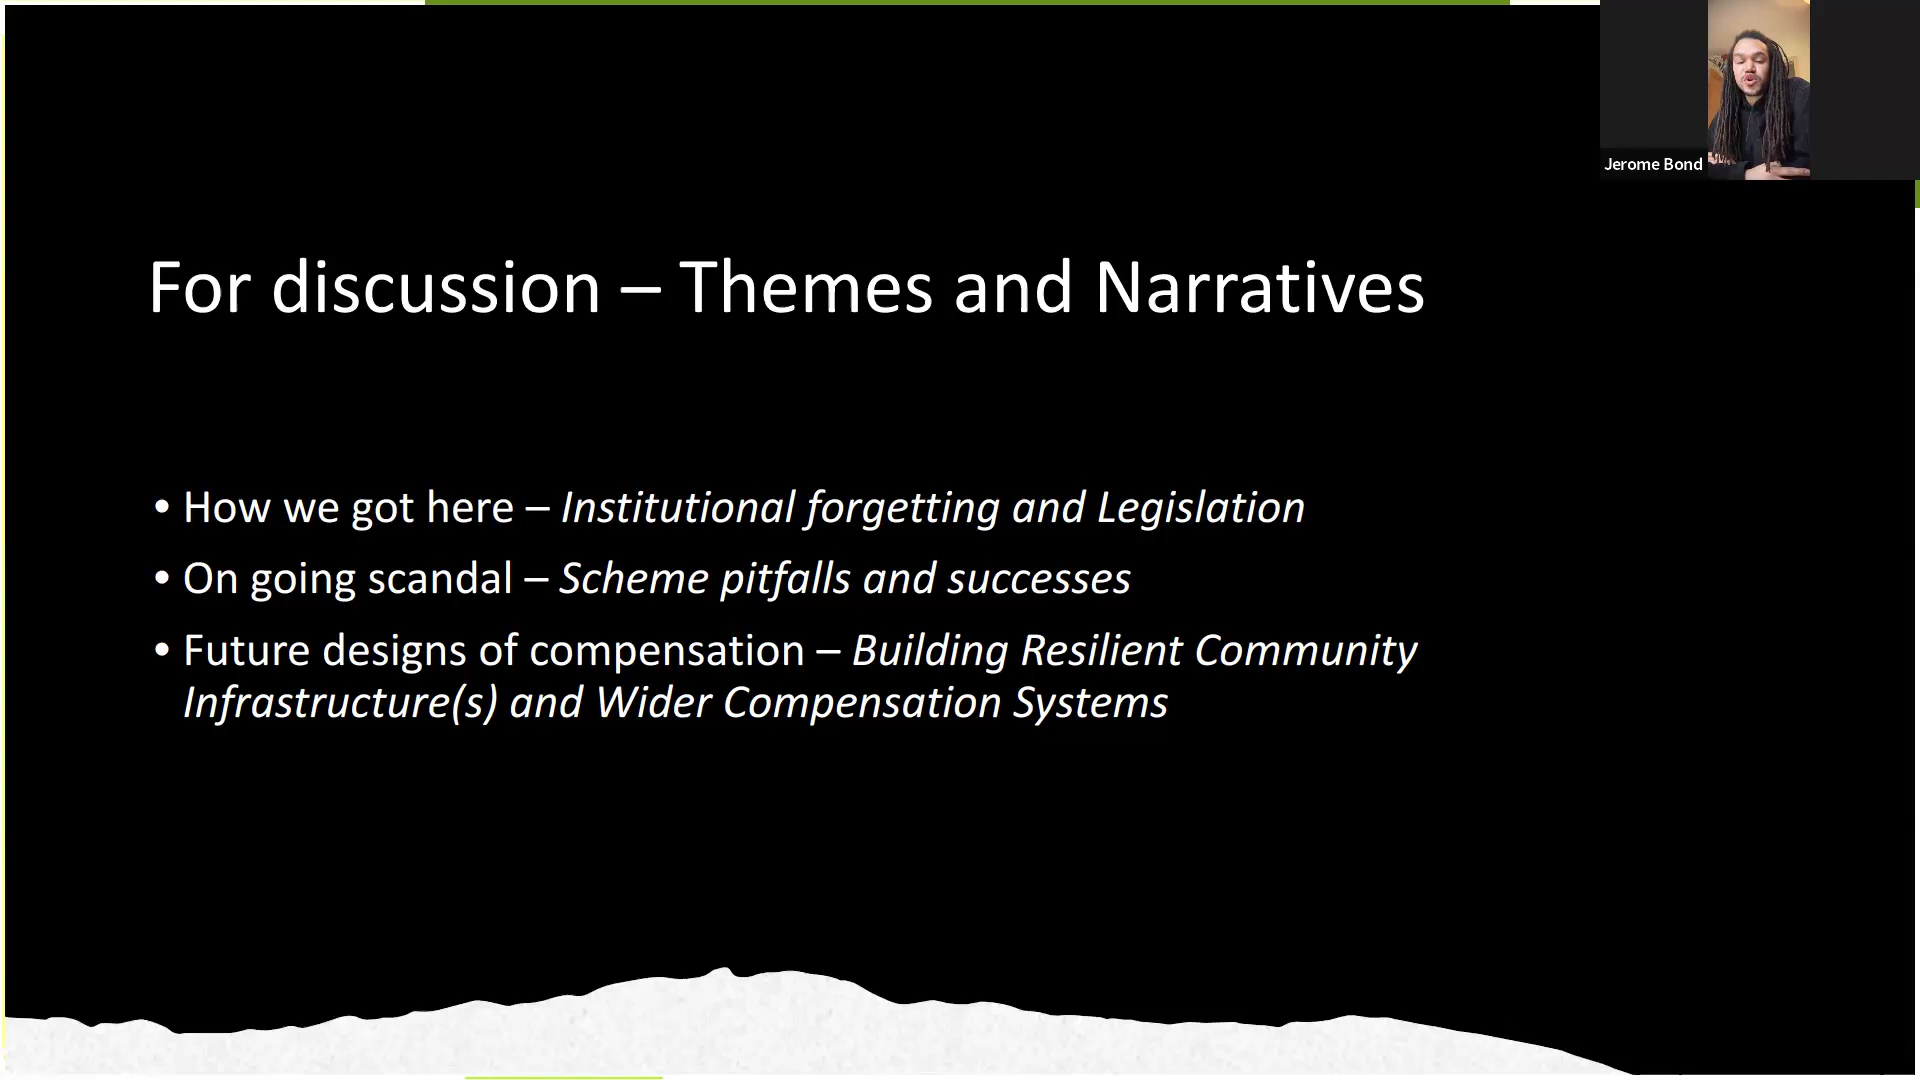 Jerome Bond
For discussion – Themes and Narratives
• How we got here – Institutional forgetting and Legislation
• On going scandal – Scheme pitfalls and successes
• Future designs of compensation – Building Resilient Community
Infrastructure(s) and Wider Compensation Systems